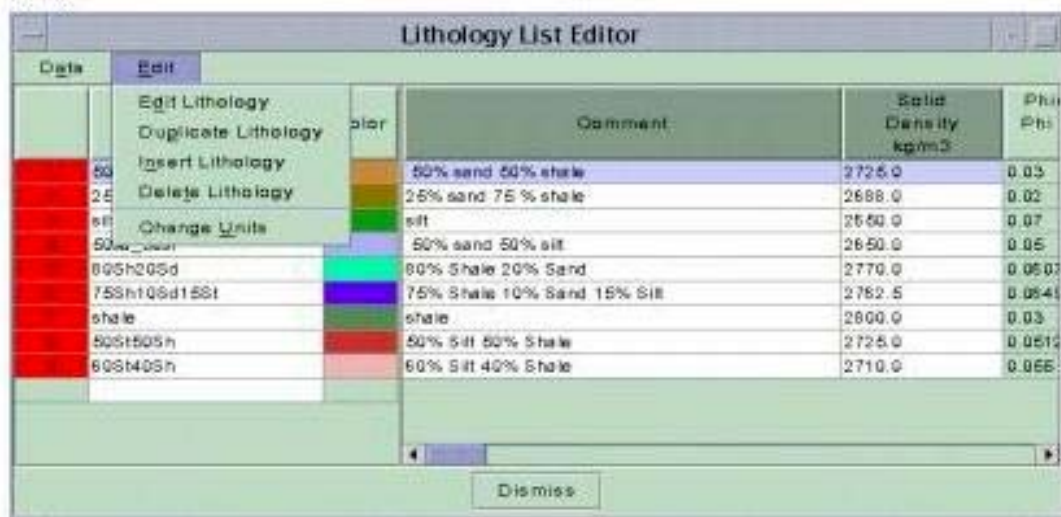 Lithology List Editor
Data Edit
Edit Lithology
Duplicate Lithology
Insert Lithology
Delete Lithology
Change Units
olor Comment Solid Density kg/m3 Phi
50% sand 50% shale 2725.0 0.03
25% sand 75 % shale 2688.0 0.02
silt 2650.0 0.07
50% sand 50% silt 2650.0 0.05
80Sh20Sd 80% Shale 20% Sand 2770.0
75Sh10Sd15St 75% Shale 10% Sand 15% Silt 2762.5
shale shale 2800.0 0.03
50St50Sh 50% Silt 50% Shale 2725.0
60St40Sh 60% Silt 40% Shale 2710.0
Dismiss